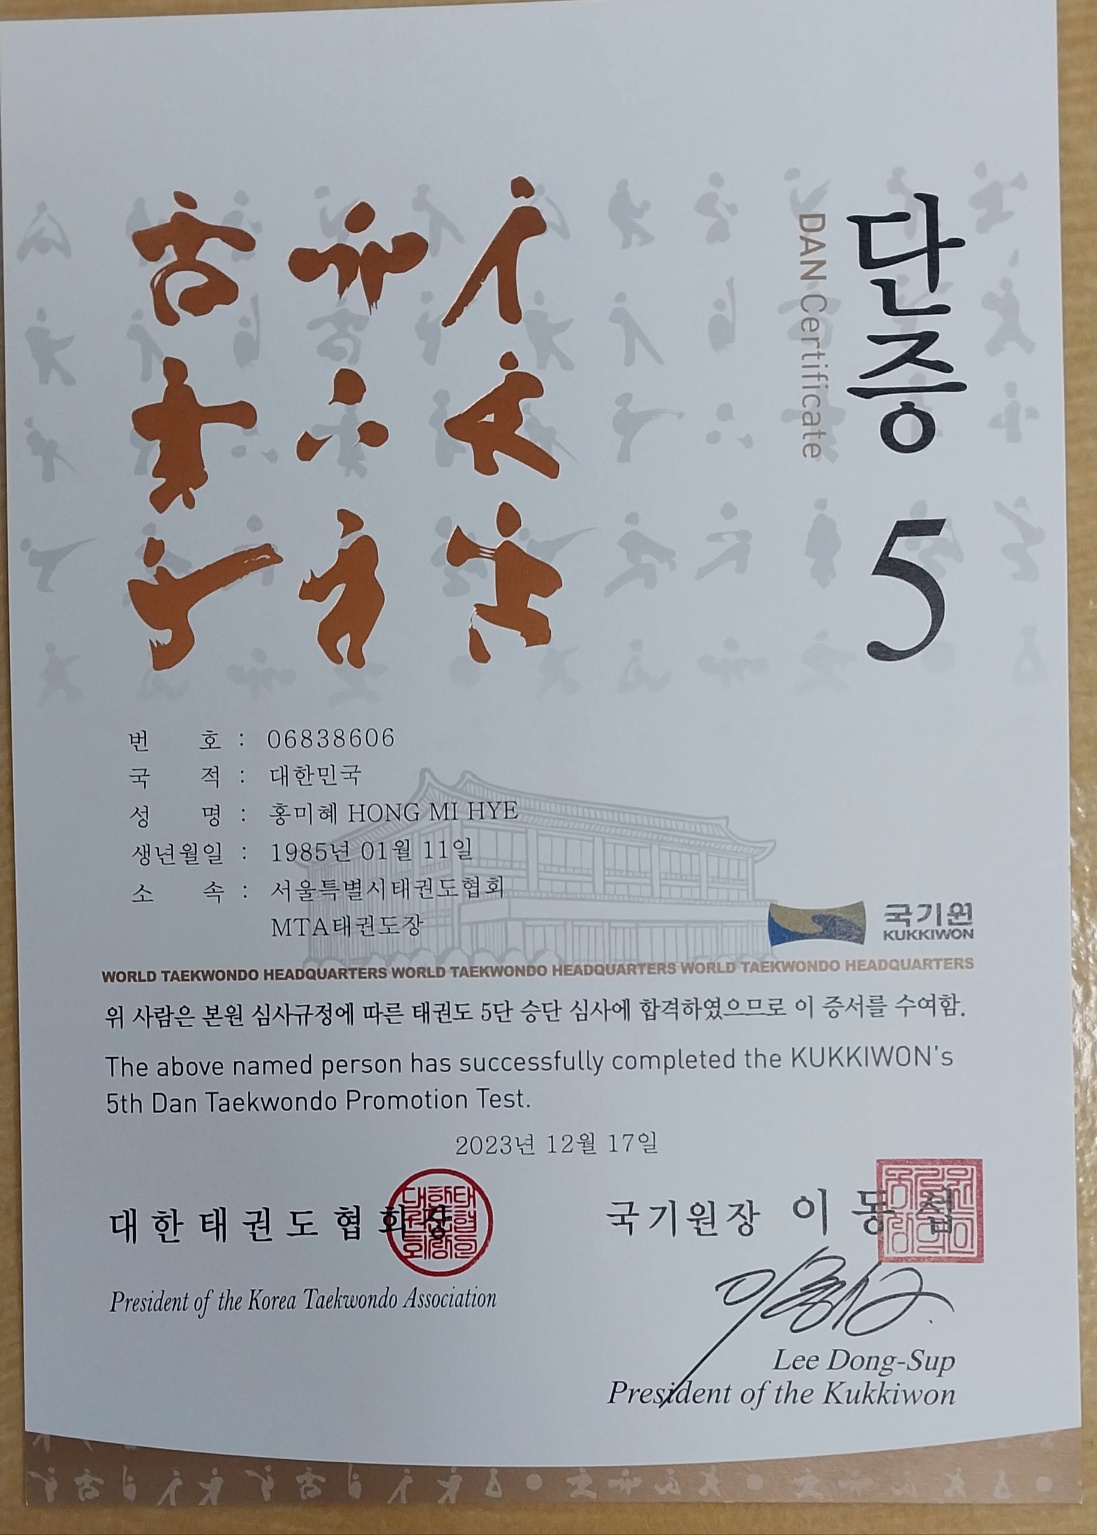 단증
DAN Certificate
5
번 호 : 06838606
국 적 : 대한민국
성 명 : 홍미혜 HONG MI HYE
생년월일 : 1985년 01월 11일
소 속 : 서울특별시태권도협회
MTA태권도장
국기원
KUKKIWON
WORLD TAEKWONDO HEADQUARTERS WORLD TAEKWONDO HEADQUARTERS WORLD TAEKWONDO HEADQUARTERS
위 사람은 본원 심사규정에 따른 태권도 5단 승단 심사에 합격하였으므로 이 증서를 수여함.
The above named person has successfully completed the KUKKIWON's
5th Dan Taekwondo Promotion Test.
2023년 12월 17일
대한태권도협회장
President of the Korea Taekwondo Association
국기원장 이동섭
Lee Dong-Sup
President of the Kukkiwon